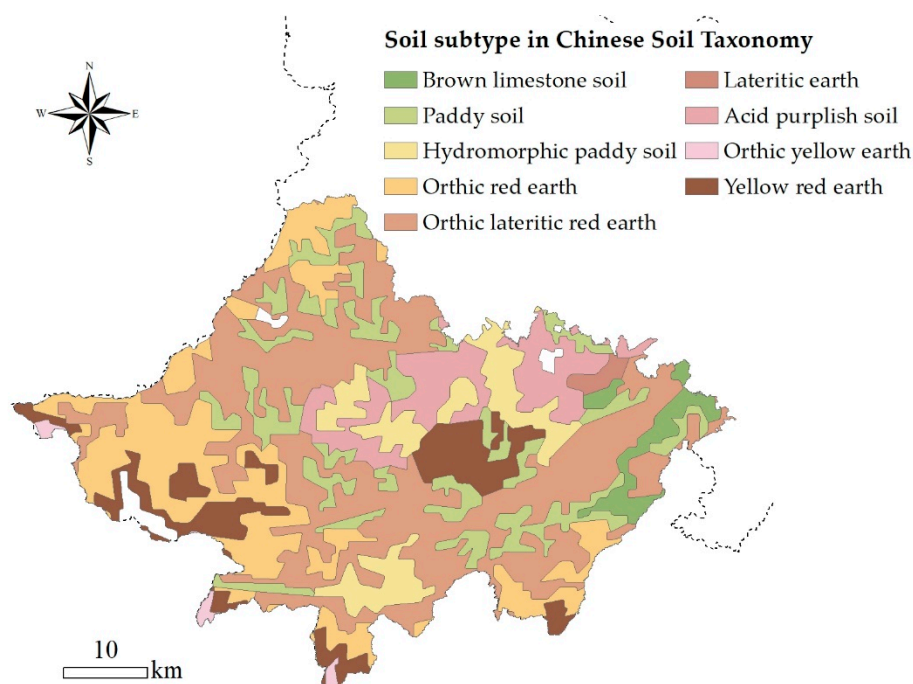 Soil subtype in Chinese Soil Taxonomy
Brown limestone soil
Lateritic earth
Paddy soil
Acid purplish soil
Hydromorphic paddy soil
Orthic yellow earth
Orthic red earth
Yellow red earth
Orthic lateritic red earth
N
W
E
S
10
km